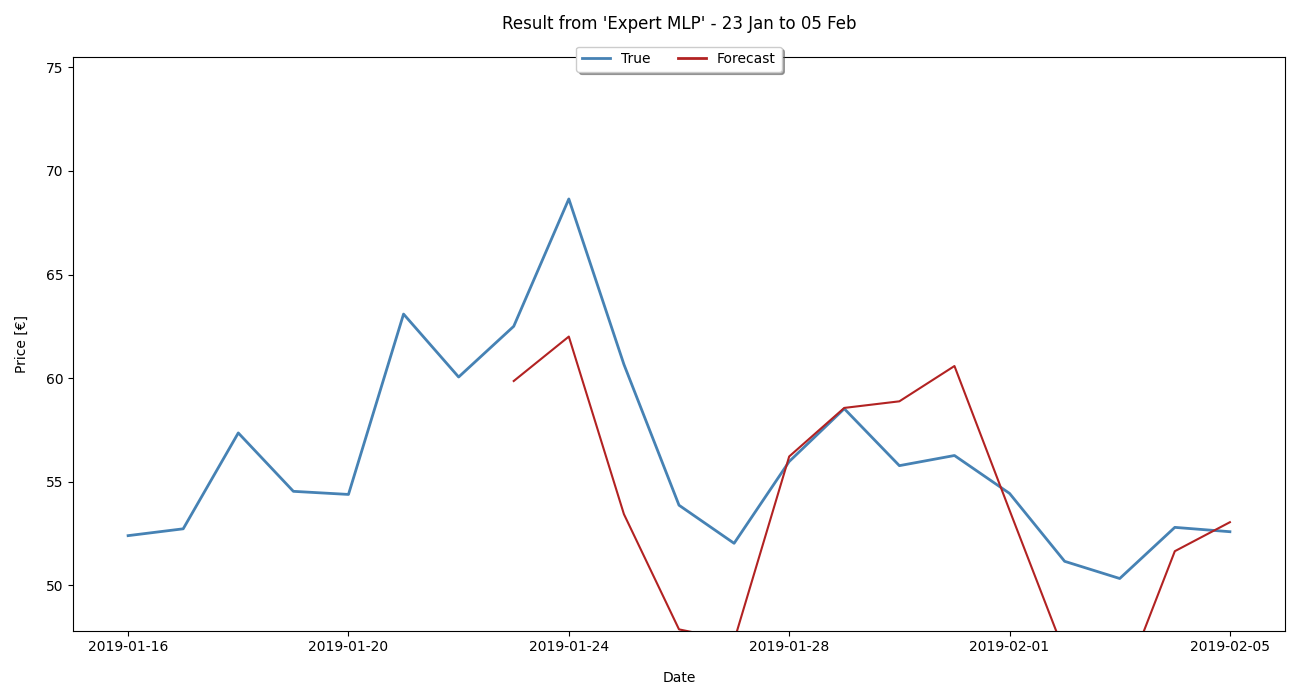 Result from 'Expert MLP' - 23 Jan to 05 Feb
True Forecast
75
70
65
60
55
50
Price [€]
2019-01-16 2019-01-20 2019-01-24 2019-01-28 2019-02-01 2019-02-05
Date